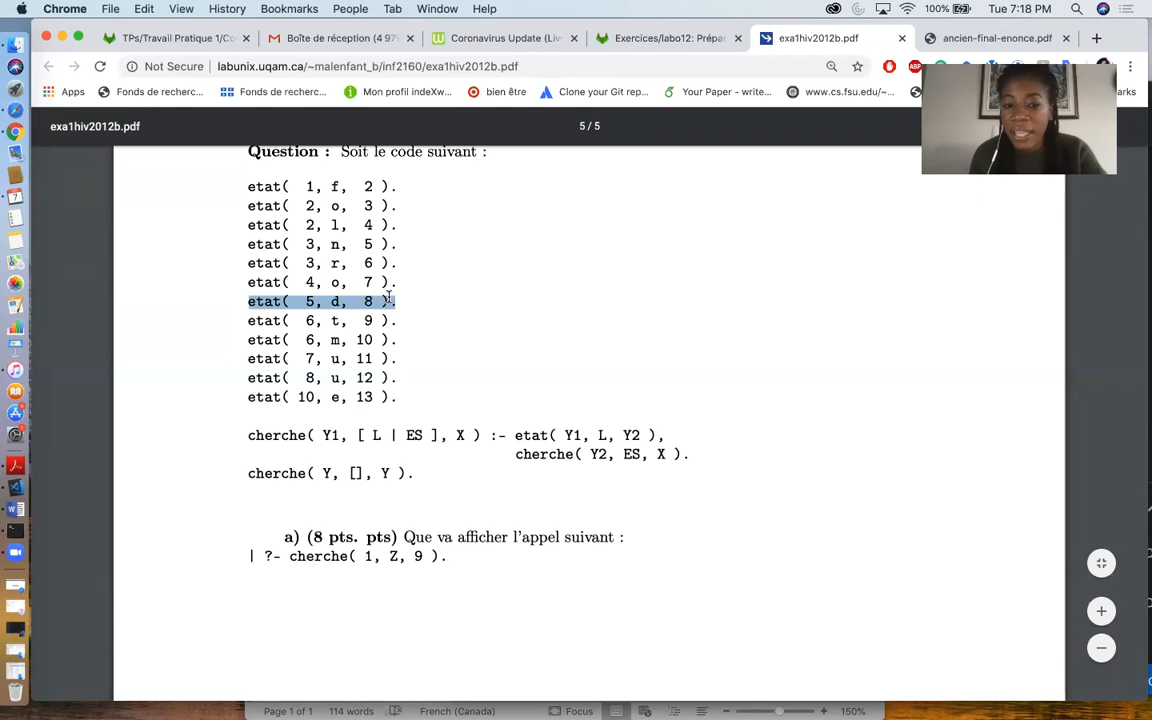 Chrome File Edit View History Bookmarks People Tab Window Help 100% Tue 7:18 PM
TPs/Travail Pratique 1/Co
Boîte de réception (4 97
Coronavirus Update (Liv
Exercices/labo12: Prépar
exa1hiv2012b.pdf
ancien-final-enonce.pdf
Not Secure labunix.uqam.ca/~malenfant_b/inf2160/exa1hiv2012b.pdf
ABP
Apps Fonds de recherc... Fonds de recherc... Mon profil indeXw... bien être Clone your Git rep... Your Paper - write... www.cs.fsu.edu/~... marks
exa1hiv2012b.pdf 5 / 5
Question : Soit le code suivant :
etat( 1, f, 2 ).
etat( 2, o, 3 ).
etat( 2, l, 4 ).
etat( 3, n, 5 ).
etat( 3, r, 6 ).
etat( 4, o, 7 ).
etat( 5, d, 8 ).
etat( 6, t, 9 ).
etat( 6, m, 10 ).
etat( 7, u, 11 ).
etat( 8, u, 12 ).
etat( 10, e, 13 ).
cherche( Y1, [ L | ES ], X ) :- etat( Y1, L, Y2 ),
cherche( Y2, ES, X ).
cherche( Y, [], Y ).
a) (8 pts. pts) Que va afficher l'appel suivant :
| ?- cherche( 1, Z, 9 ).
Page 1 of 1 114 words French (Canada) Focus 150%